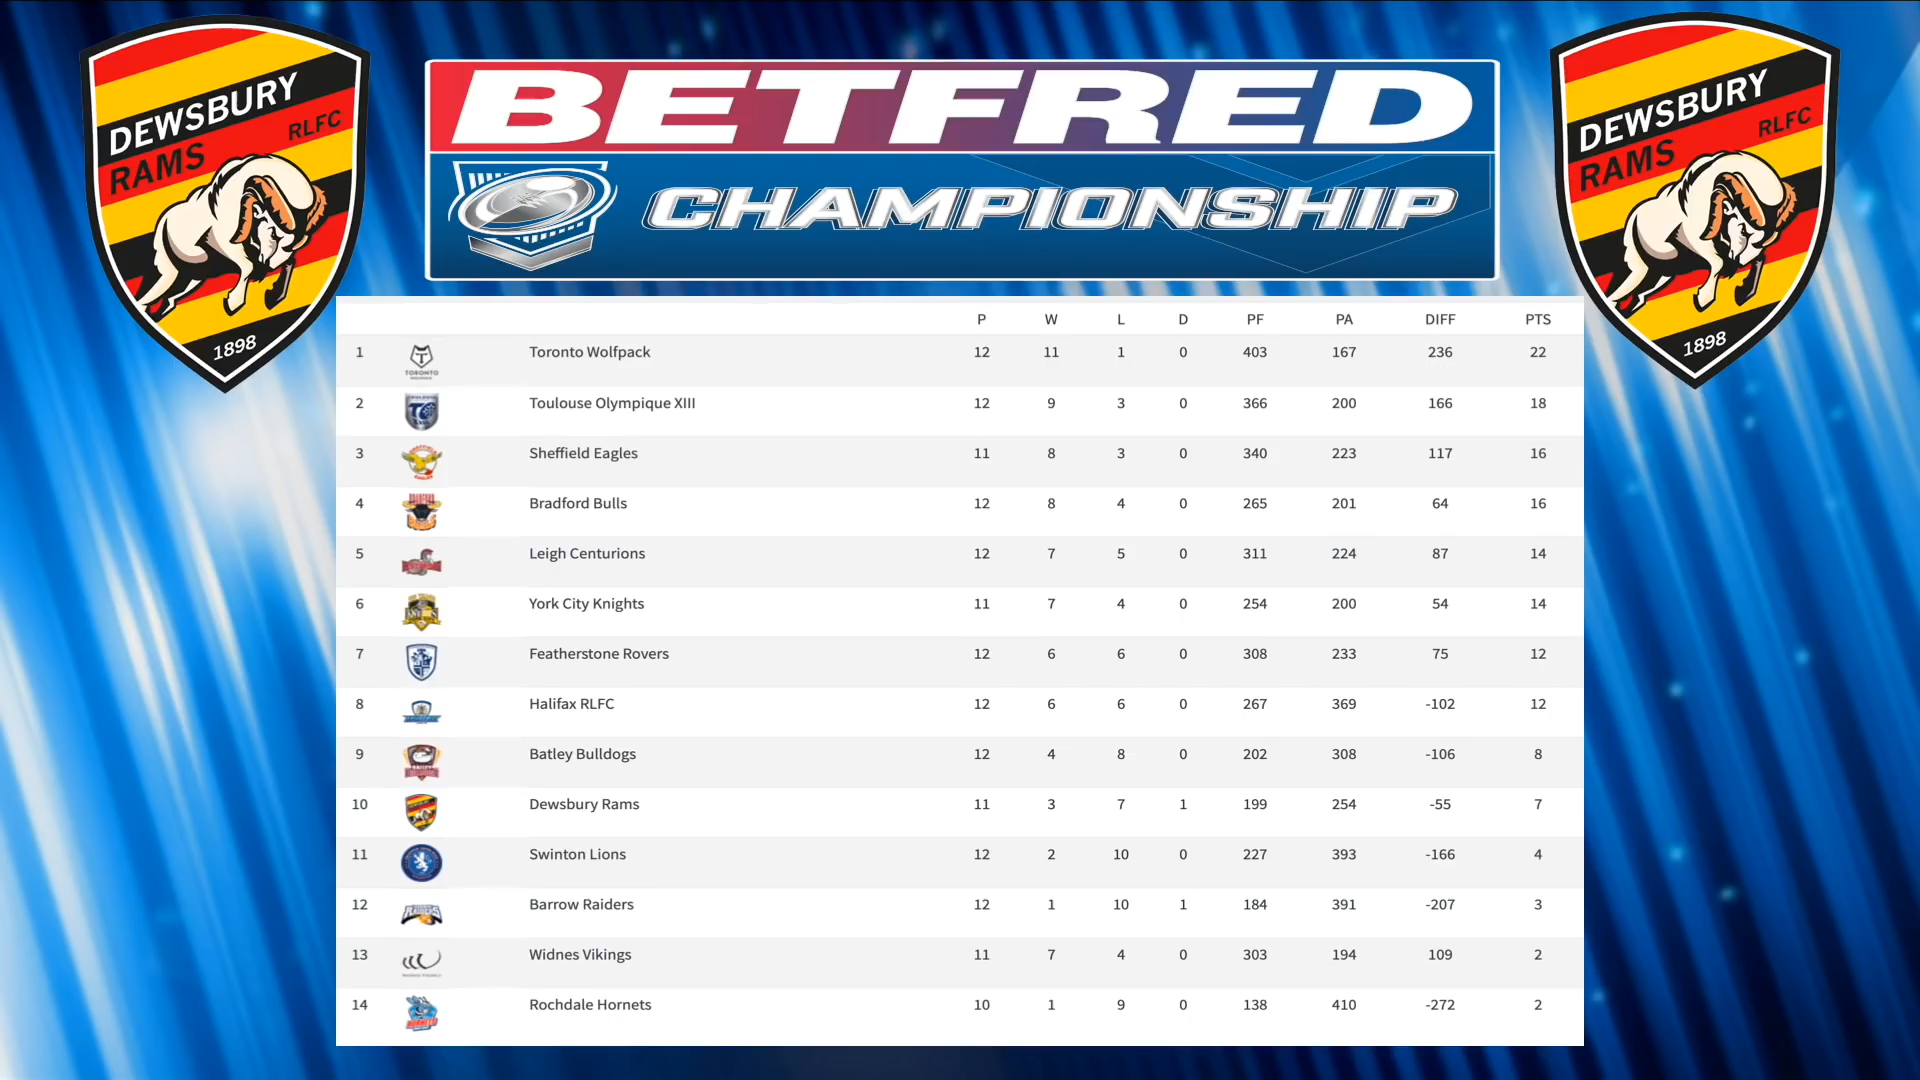 DEWSBURY
RAMS
RLFC
1898
BETFRED
CHAMPIONSHIP
DEWSBURY
RAMS
RLFC
1898
P W L D PF PA DIFF PTS
1 TORONTO Toronto Wolfpack 12 11 1 0 403 167 236 22
2 Toulouse Olympique XIII 12 9 3 0 366 200 166 18
3 Sheffield Eagles 11 8 3 0 340 223 117 16
4 Bradford Bulls 12 8 4 0 265 201 64 16
5 Leigh Centurions 12 7 5 0 311 224 87 14
6 York City Knights 11 7 4 0 254 200 54 14
7 Featherstone Rovers 12 6 6 0 308 233 75 12
8 Halifax RLFC 12 6 6 0 267 369 -102 12
9 Batley Bulldogs 12 4 8 0 202 308 -106 8
10 Dewsbury Rams 11 3 7 1 199 254 -55 7
11 Swinton Lions 12 2 10 0 227 393 -166 4
12 Barrow Raiders 12 1 10 1 184 391 -207 3
13 Widnes Vikings 11 7 4 0 303 194 109 2
14 Rochdale Hornets 10 1 9 0 138 410 -272 2